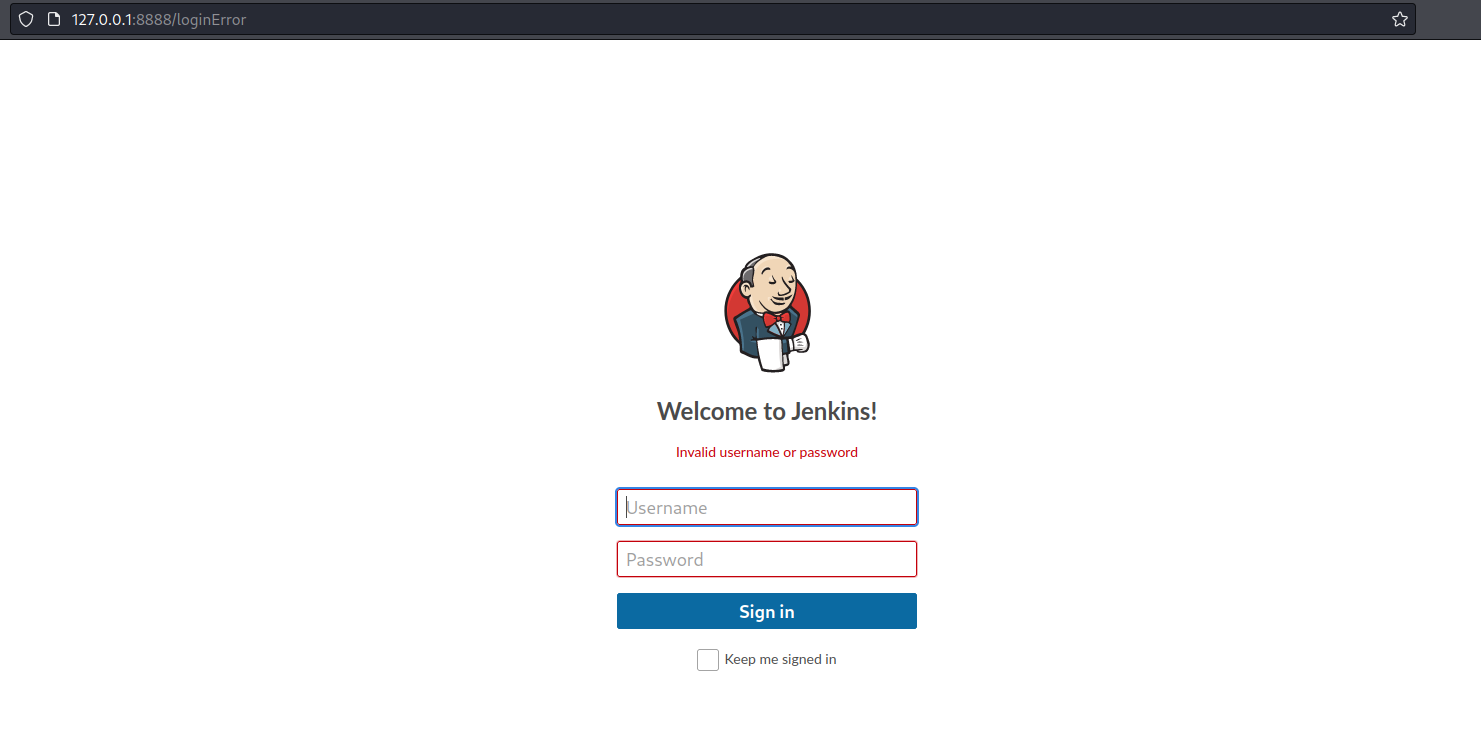 127.0.0.1:8888/loginError
Welcome to Jenkins!
Invalid username or password
Username
Password
Sign in
Keep me signed in